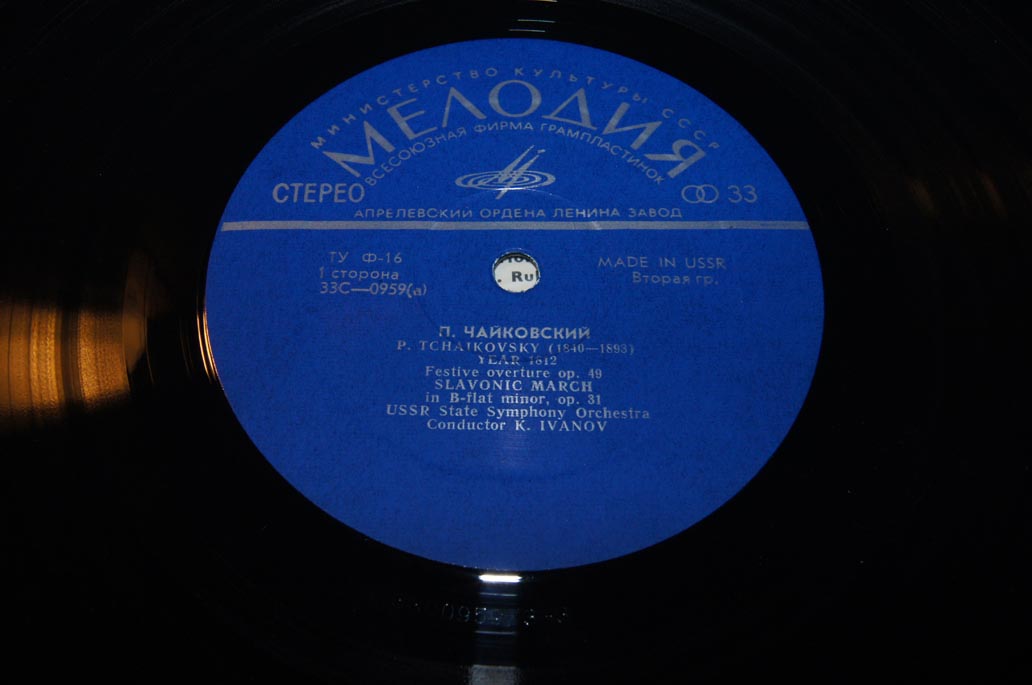 МИНИСТЕРСТВО КУЛЬТУРЫ СССР
МЕЛОДИЯ
ВСЕСОЮЗНАЯ ФИРМА ГРАМПЛАСТИНОК
СТЕРЕО
33
АПРЕЛЕВСКИЙ ОРДЕНА ЛЕНИНА ЗАВОД
ТУ Ф-16
1 сторона
33С—0959(а)
MADE IN USSR
Вторая гр.
Ru
П. ЧАЙКОВСКИЙ
P. TCHAIKOVSKY (1840—1893)
YEAR 1812
Festive overture op. 49
SLAVONIC MARCH
in B-flat minor, op. 31
USSR State Symphony Orchestra
Conductor K. IVANOV